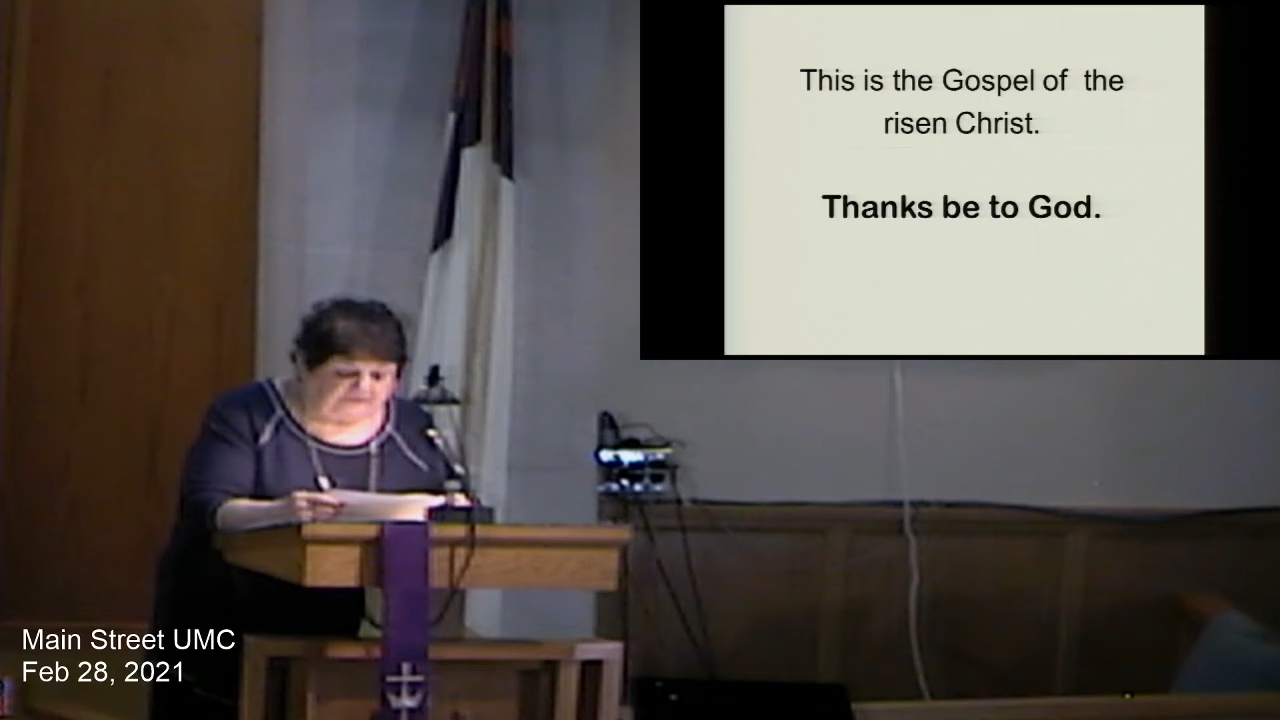 This is the Gospel of the
risen Christ.
Thanks be to God.
Main Street UMC
Feb 28, 2021